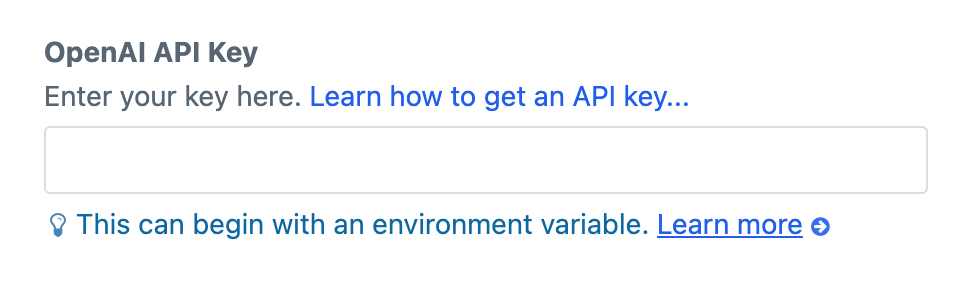 OpenAI API Key
Enter your key here. Learn how to get an API key...
This can begin with an environment variable. Learn more